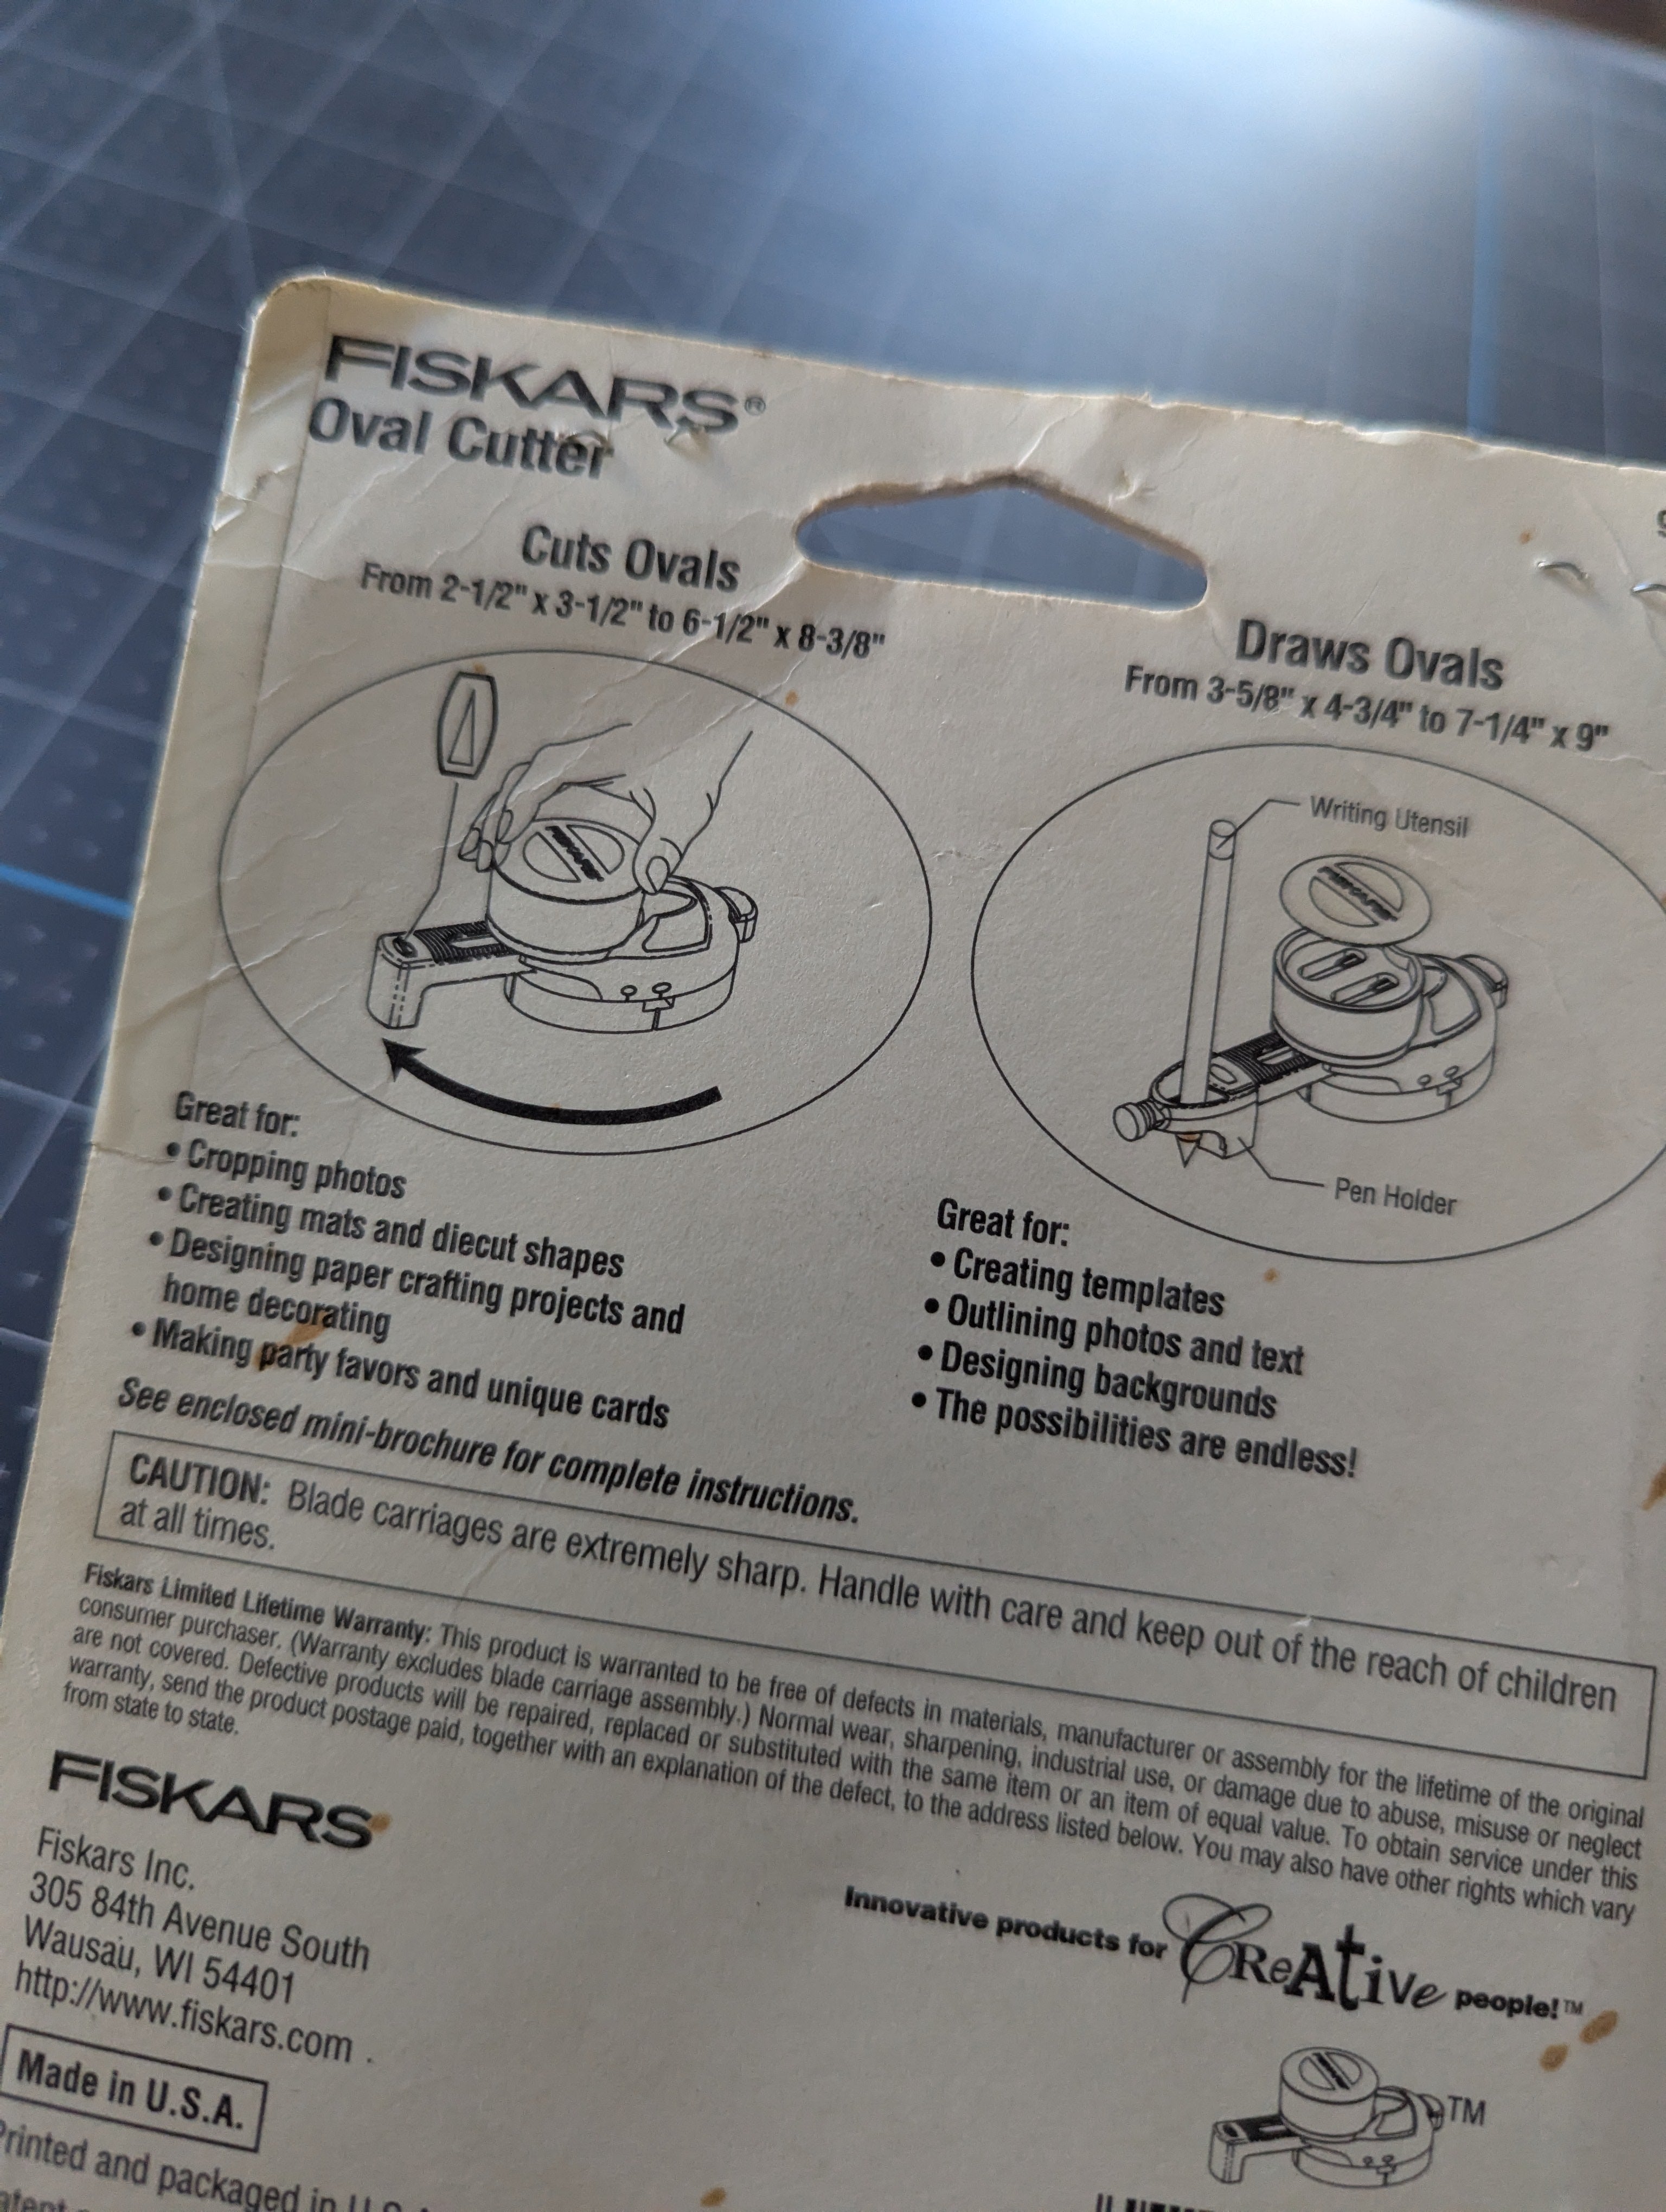 FISKARS®
Oval Cutter
Cuts Ovals
From 2-1/2" x 3-1/2" to 6-1/2" x 8-3/8"
FISKARS
Great for:
• Cropping photos
• Creating mats and diecut shapes
• Designing paper crafting projects and
home decorating
• Making party favors and unique cards
See enclosed mini-brochure for complete instructions.
Draws Ovals
From 3-5/8" x 4-3/4" to 7-1/4" x 9"
Writing Utensil
FISKARS
Pen Holder
Great for:
• Creating templates
• Outlining photos and text
• Designing backgrounds
• The possibilities are endless!
CAUTION: Blade carriages are extremely sharp. Handle with care and keep out of the reach of children
at all times.
Fiskars Limited Lifetime Warranty: This product is warranted to be free of defects in materials, manufacturer or assembly for the lifetime of the original
consumer purchaser. (Warranty excludes blade carriage assembly.) Normal wear, sharpening, industrial use, or damage due to abuse, misuse or neglect
are not covered. Defective products will be repaired, replaced or substituted with the same item or an item of equal value. To obtain service under this
warranty, send the product postage paid, together with an explanation of the defect, to the address listed below. You may also have other rights which vary
from state to state.
FISKARS
Fiskars Inc.
305 84th Avenue South
Wausau, WI 54401
http://www.fiskars.com
Made in U.S.A.
Printed and packaged in
Innovative products for CReAtive people!™
TM